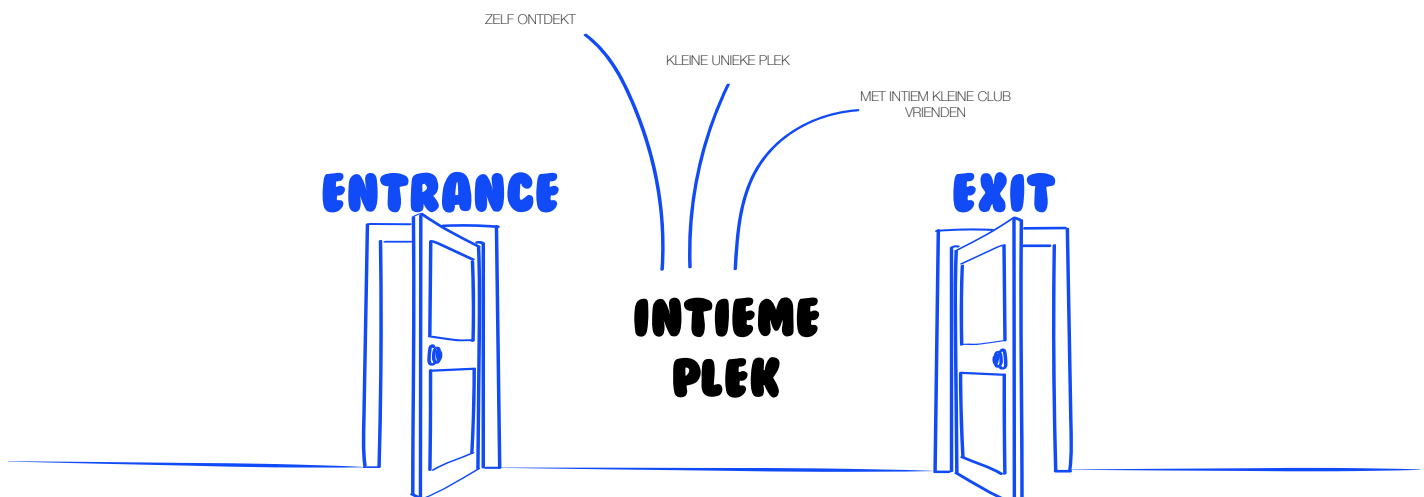 ZELF ONTDEKT
KLEINE UNIEKE PLEK
MET INTIEM KLEINE CLUB
VRIENDEN
ENTRANCE
EXIT
INTIEME
PLEK